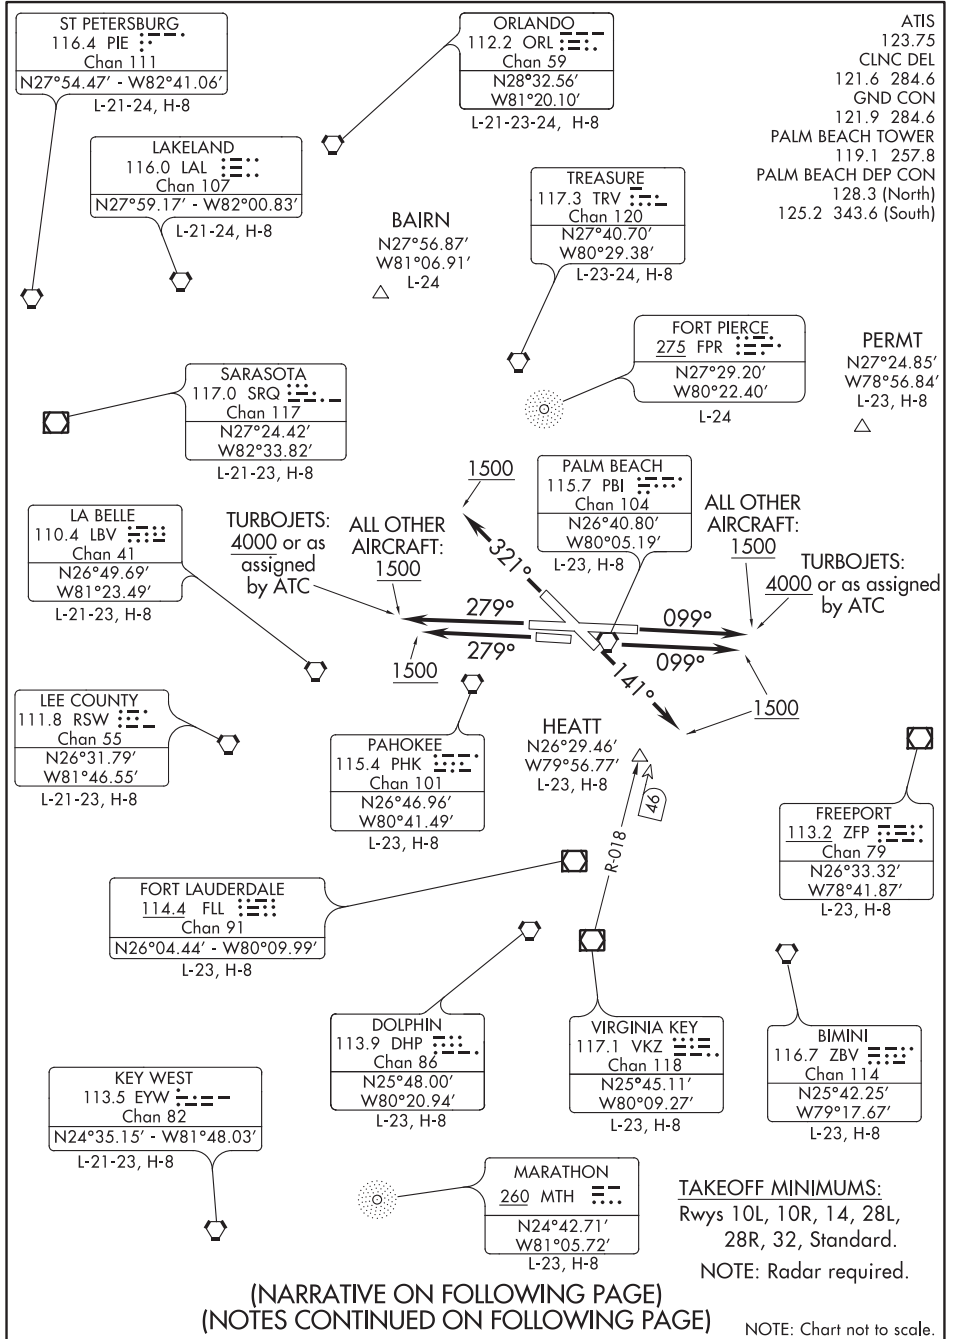 ST PETERSBURG
116.4 PIE
Chan 111
N27°54.47′ - W82°41.06′
L-21-24, H-8
ORLANDO
112.2 ORL
Chan 59
N28°32.56′
W81°20.10′
L-21-23-24, H-8
ATIS
123.75
CLNC DEL
121.6 284.6
GND CON
121.9 284.6
PALM BEACH TOWER
119.1 257.8
PALM BEACH DEP CON
128.3 (North)
125.2 343.6 (South)
LAKELAND
116.0 LAL
Chan 107
N27°59.17′ - W82°00.83′
L-21-24, H-8
BAIRN
N27°56.87′
W81°06.91′
L-24
TREASURE
117.3 TRV
Chan 120
N27°40.70′
W80°29.38′
L-23-24, H-8
FORT PIERCE
275 FPR
N27°29.20′
W80°22.40′
L-24
PERMT
N27°24.85′
W78°56.84′
L-23, H-8
SARASOTA
117.0 SRQ
Chan 117
N27°24.42′
W82°33.82′
L-21-23, H-8
1500
PALM BEACH
115.7 PBI
Chan 104
N26°40.80′
W80°05.19′
L-23, H-8
LA BELLE
110.4 LBV
Chan 41
N26°49.69′
W81°23.49′
L-21-23, H-8
TURBOJETS:
4000 or as
assigned
by ATC
ALL OTHER
AIRCRAFT:
1500
ALL OTHER
AIRCRAFT:
1500
TURBOJETS:
4000 or as assigned
by ATC
321°
279°
099°
279°
099°
1500
141°
1500
LEE COUNTY
111.8 RSW
Chan 55
N26°31.79′
W81°46.55′
L-21-23, H-8
PAHOKEE
115.4 PHK
Chan 101
N26°46.96′
W80°41.49′
L-23, H-8
HEATT
N26°29.46′
W79°56.77′
L-23, H-8
46
R-018
FREEPORT
113.2 ZFP
Chan 79
N26°33.32′
W78°41.87′
L-23, H-8
FORT LAUDERDALE
114.4 FLL
Chan 91
N26°04.44′ - W80°09.99′
L-23, H-8
DOLPHIN
113.9 DHP
Chan 86
N25°48.00′
W80°20.94′
L-23, H-8
VIRGINIA KEY
117.1 VKZ
Chan 118
N25°45.11′
W80°09.27′
L-23, H-8
BIMINI
116.7 ZBV
Chan 114
N25°42.25′
W79°17.67′
L-23, H-8
KEY WEST
113.5 EYW
Chan 82
N24°35.15′ - W81°48.03′
L-21-23, H-8
MARATHON
260 MTH
N24°42.71′
W81°05.72′
L-23, H-8
TAKEOFF MINIMUMS:
Rwys 10L, 10R, 14, 28L,
28R, 32, Standard.
NOTE: Radar required.
(NARRATIVE ON FOLLOWING PAGE)
(NOTES CONTINUED ON FOLLOWING PAGE)
NOTE: Chart not to scale.